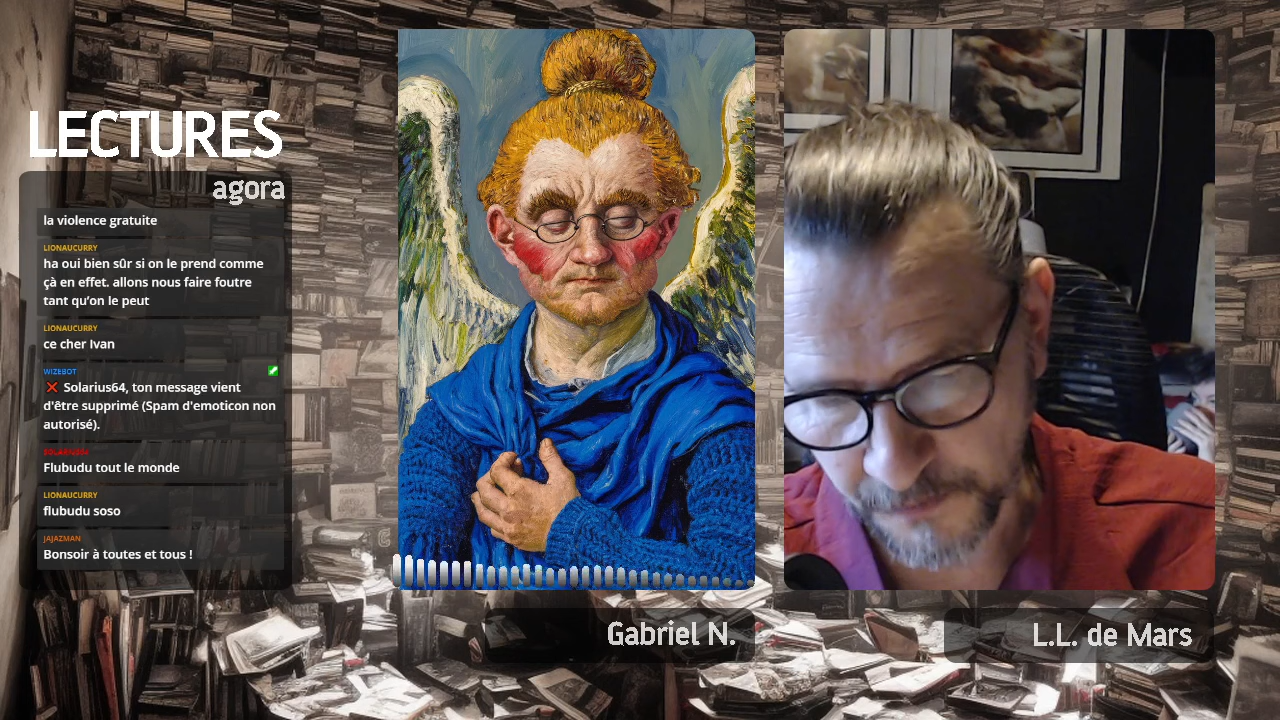 LECTURES
agora
la violence gratuite
LIONAUCURRY
ha oui bien sûr si on le prend comme
çà en effet. allons nous faire foutre
tant qu'on le peut
LIONAUCURRY
ce cher Ivan
WIZEBOT
❌ Solarius64, ton message vient
d'être supprimé (Spam d'emoticon non
autorisé).
SOLARIUS64
Flubudu tout le monde
LIONAUCURRY
flubudu soso
JAJAZMAN
Bonsoir à toutes et tous !
Gabriel N.
L.L. de Mars